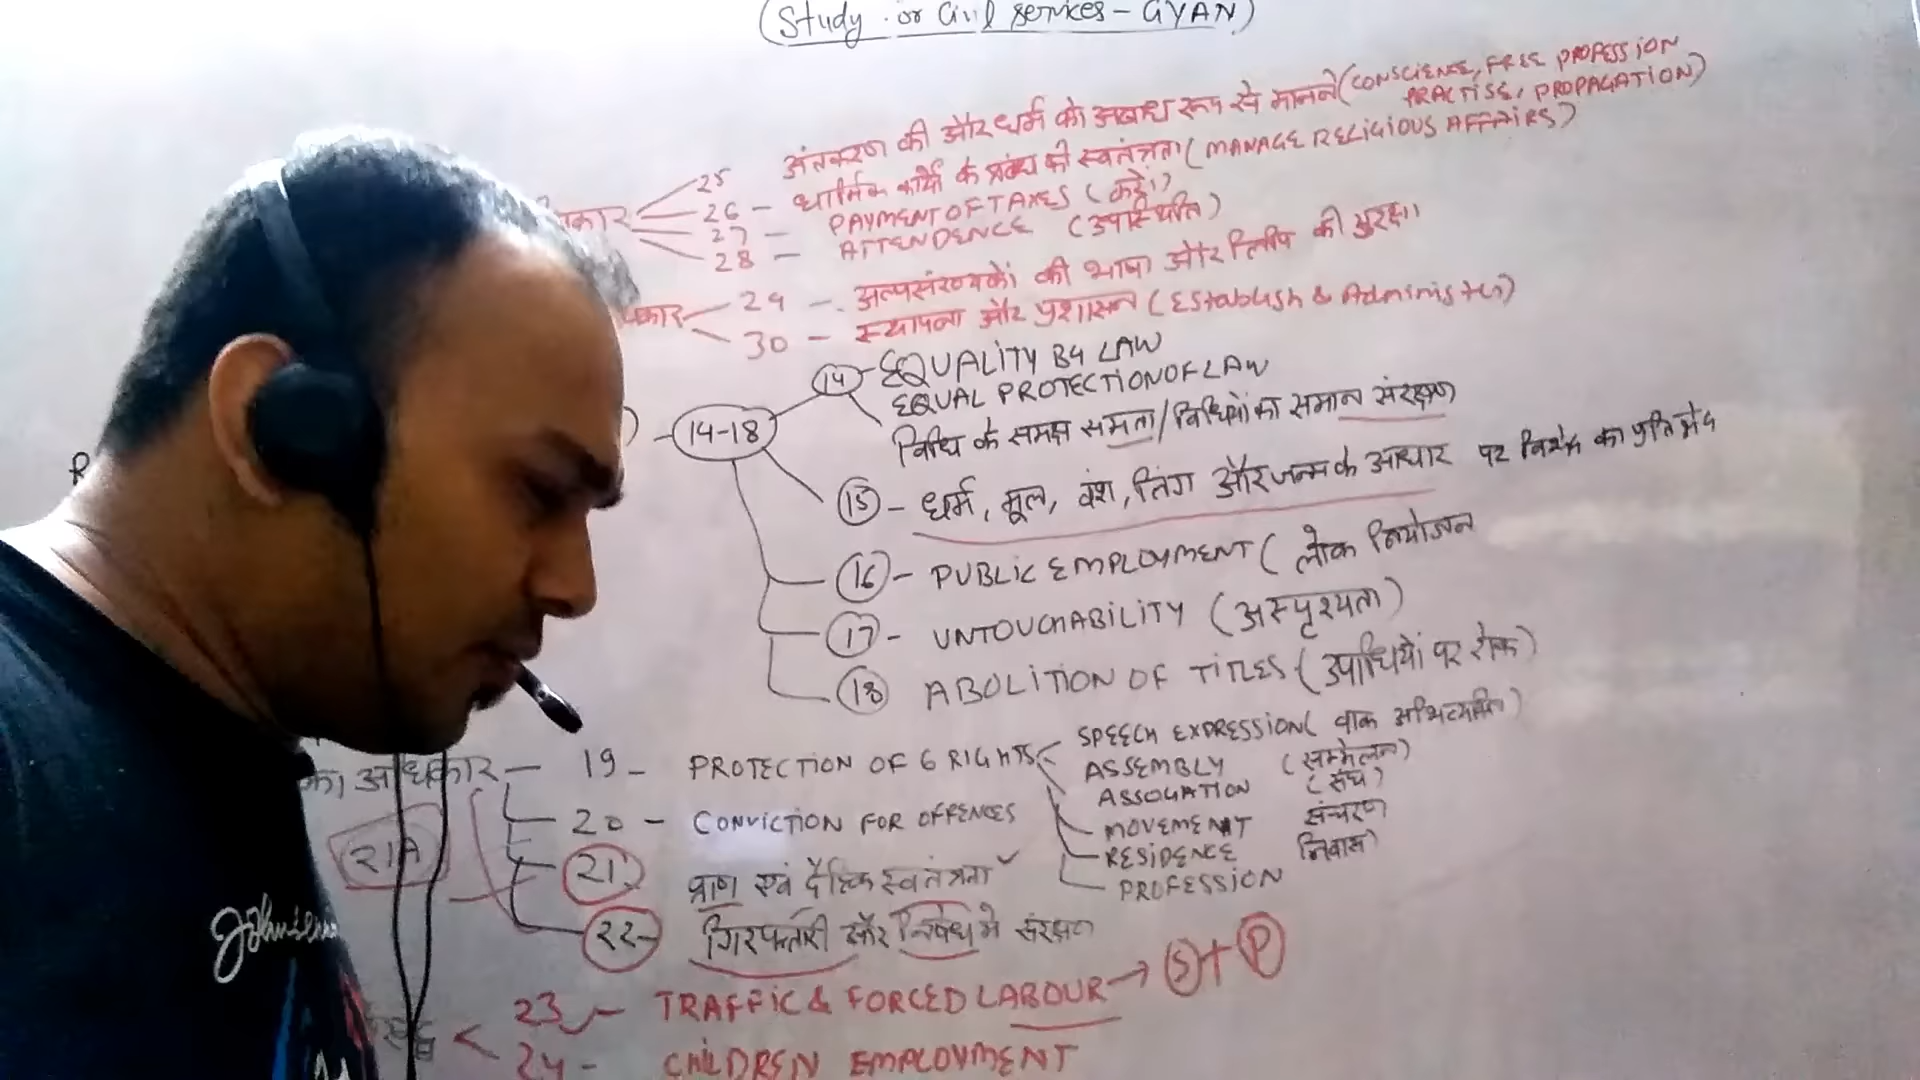 (Study or Civil Services - GYAN)
25 अंतकरण की और धर्म को अबाध रूप से मानने (CONSCIENCE, FREE PROFESSION
PRACTISE, PROPAGATION)
26 - धार्मिक कार्यो के प्रबंध की स्वतंत्रता (MANAGE RELIGIOUS AFFAIRS)
27 - PAYMENT OF TAXES (करों)
28 - ATTENDENCE (उपस्थिति)
29 - अल्पसंख्यकों की भाषा और लिपि की सुरक्षा
30 - स्थापना और प्रशासन (Establish & Administer)
14-18
14 - EQUALITY BY LAW
EQUAL PROTECTION OF LAW
विधि के समक्ष समता/विधियों का समान संरक्षण
15 - धर्म, मूल, वंश, लिंग और जन्म के आधार पर
16 - PUBLIC EMPLOYMENT (लोक नियोजन
17 - UNTOUCHABILITY (अस्पृश्यता)
18 ABOLITION OF TITLES (उपाधियों पर रोक)
का अधिकार - 19 - PROTECTION OF 6 RIGHTS
SPEECH EXPRESSION (वाक अभिव्यक्ति)
ASSEMBLY (सम्मेलन)
ASSOCIATION (संघ)
MOVEMENT संचरण
RESIDENCE निवास)
PROFESSION
20 - CONVICTION FOR OFFENCES
21A
21 प्राण एवं दैहिक स्वतंत्रता
22 - गिरफ्तारी और निषेध मे संरक्षण
23 - TRAFFIC & FORCED LABOUR → (S) + (P)
24 - CHILDREN EMPLOYMENT